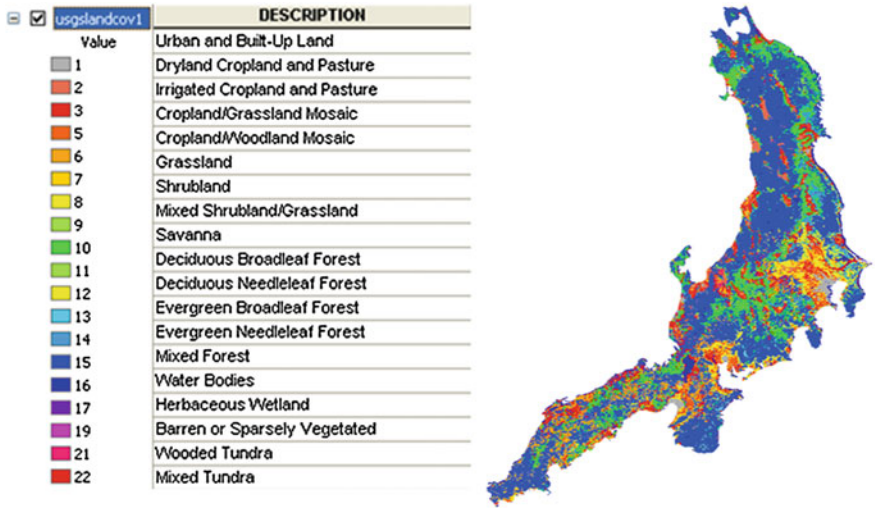 usgslandcov1 DESCRIPTION
Value Urban and Built-Up Land
1 Dryland Cropland and Pasture
2 Irrigated Cropland and Pasture
3 Cropland/Grassland Mosaic
5 Cropland/Woodland Mosaic
6 Grassland
7 Shrubland
8 Mixed Shrubland/Grassland
9 Savanna
10 Deciduous Broadleaf Forest
11 Deciduous Needleleaf Forest
12 Evergreen Broadleaf Forest
13 Evergreen Needleleaf Forest
14 Mixed Forest
15 Water Bodies
16 Herbaceous Wetland
17 Barren or Sparsely Vegetated
19 Wooded Tundra
21 Mixed Tundra
22